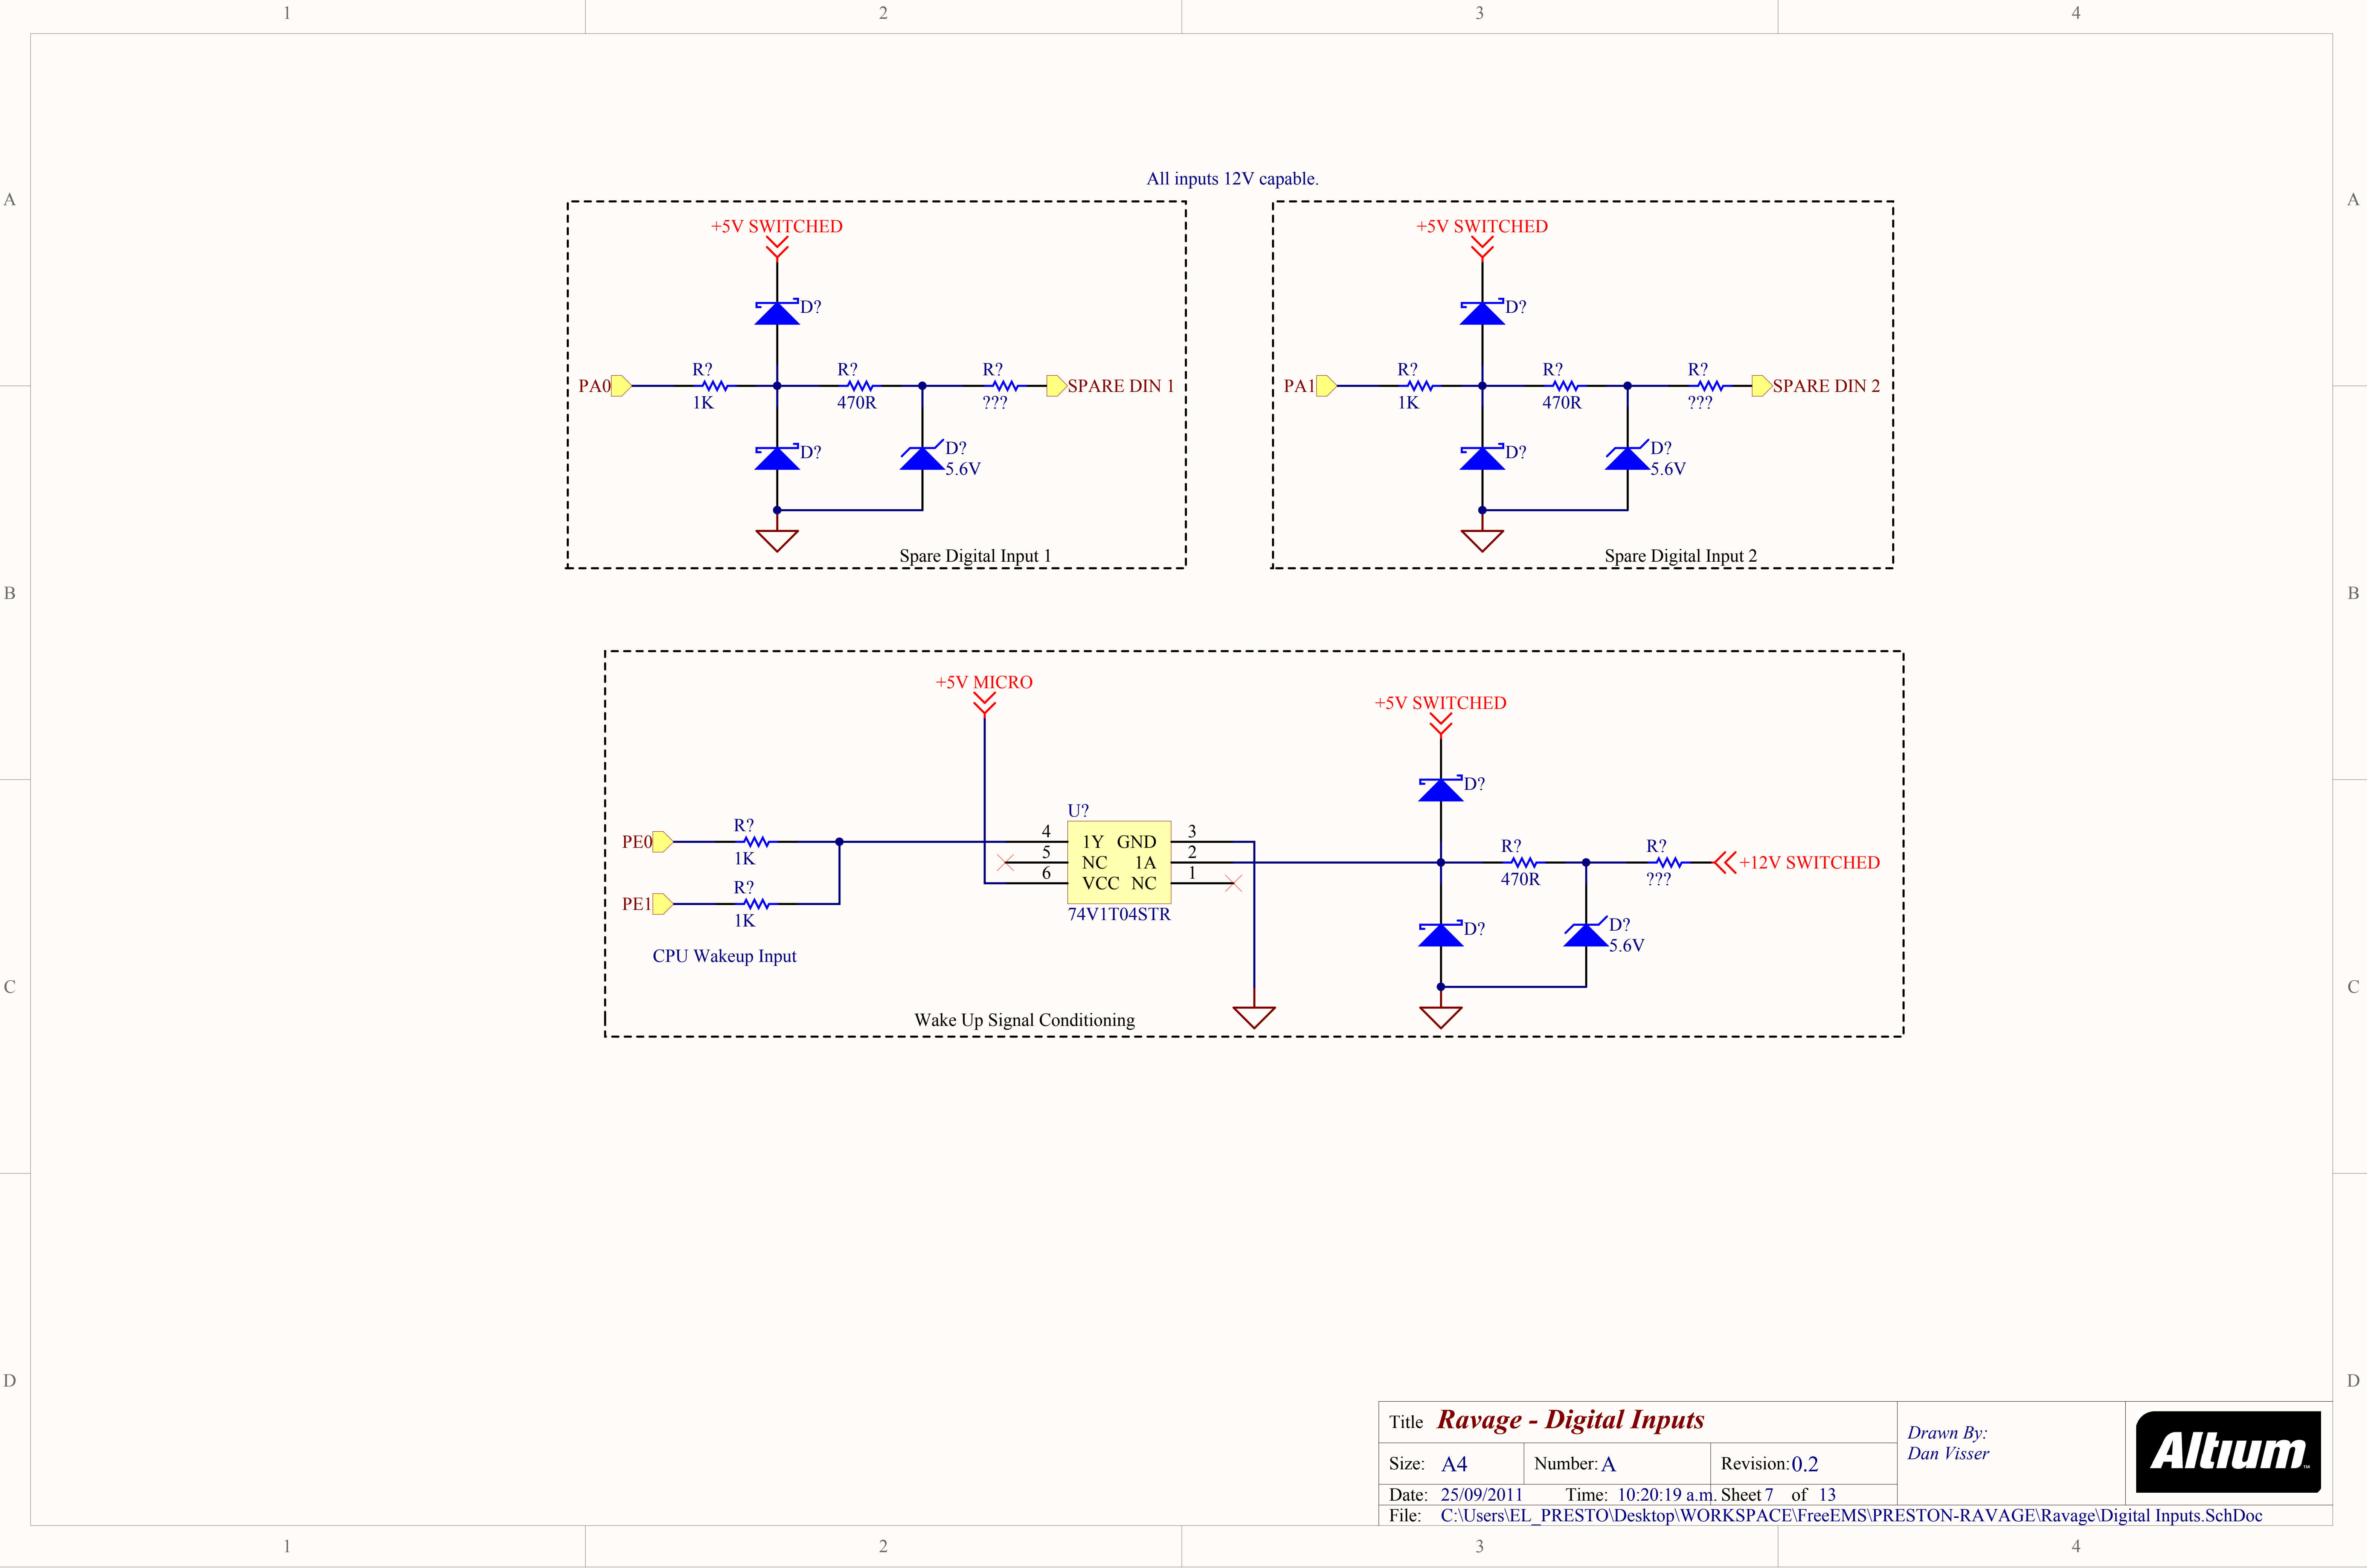 1 2 3 4
A A
All inputs 12V capable.
+5V SWITCHED
D?
PA0
R?
1K
R?
470R
R?
???
SPARE DIN 1
D?
D?
5.6V
Spare Digital Input 1
+5V SWITCHED
D?
PA1
R?
1K
R?
470R
R?
???
SPARE DIN 2
D?
D?
5.6V
Spare Digital Input 2
B B
+5V MICRO
+5V SWITCHED
D?
U?
PE0
R?
1K
PE1
R?
1K
4 1Y GND 3
5 NC 1A 2
6 VCC NC 1
74V1T04STR
R?
470R
R?
???
+12V SWITCHED
D?
D?
5.6V
CPU Wakeup Input
Wake Up Signal Conditioning
C C
D D
Title Ravage - Digital Inputs
Size: A4 Number: A Revision: 0.2
Date: 25/09/2011 Time: 10:20:19 a.m. Sheet 7 of 13
File: C:\Users\EL_PRESTO\Desktop\WORKSPACE\FreeEMS\PRESTON-RAVAGE\Ravage\Digital Inputs.SchDoc
Drawn By:
Dan Visser
Altium™
1 2 3 4